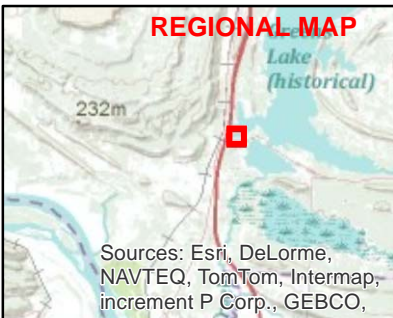 REGIONAL MAP
Lake
(historical)
232m
Sources: Esri, DeLorme,
NAVTEQ, TomTom, Intermap,
increment P Corp., GEBCO,